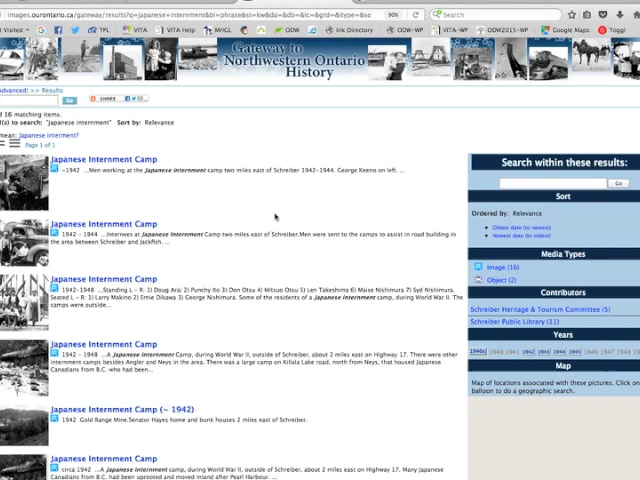 images.ourontario.ca/gateway/results?q=japanese+internment&bl=phrase&st=kw&da=&db=&lc=&grd=&itype=&so
90%
Search
t Visited
TPL
VITA
VITA Help
MHGL
ODW
Ink Directory
ODW-WP
VITA-WP
ODW2015-WP
Google Maps
Toggl
Gateway to
Northwestern Ontario
History
Advanced) >> Results
Go
SHARE
d 16 matching items.
d(s) to search: "japanese internment" Sort by: Relevance
mean: japanese interment?
Page 1 of 1
Japanese Internment Camp
~1942 ...Men working at the Japanese internment camp two miles east of Schreiber 1942-1944. George Keeno on left. ...
Japanese Internment Camp
1942 - 1944 ...Internees at Japanese Internment Camp two miles east of Schreiber.Men were sent to the camps to assist in road building in
the area between Schreiber and Jackfish. ...
Japanese Internment Camp
1942-1948 ...Standing L - R: 1) Doug Arai 2) Punchy Ito 3) Don Otsu 4) Mitsuo Otsu 5) Len Takeshima 6) Maise Nishimura 7) Syd Nishimura.
Seated L - R: 1) Larry Makino 2) Ernie Oikawa 3) George Nishimura. Some of the residents of a Japanese internment camp, during World War II. The
camps were outside...
Japanese Internment Camp
1942 - 1948 ...A Japanese internment Camp, during World War II, outside of Schreiber, about 2 miles east on Highway 17. There were other
internment camps besides Angler and Neys in the area. There was a large camp on Killala Lake road, north from Neys, that housed Japanese
Canadians from B.C. who had been...
Japanese Internment Camp (~ 1942)
1942 Gold Range Mine.Senator Hayes home and bunk houses 2 miles east of Schreiber.
Japanese Internment Camp
circa 1942 ...A Japanese internment camp, during World War II, outside of Schreiber, about 2 miles east on Highway 17. Many Japanese
Canadians had been uprooted and moved inland after Pearl Harbour. ...
Search within these results:
Go
Sort
Ordered by: Relevance
Oldest date (to newest)
Newest date (to oldest)
Media Types
Image (16)
Object (2)
Contributors
Schreiber Heritage & Tourism Committee (5)
Schreiber Public Library (11)
Years
1940s 1940 1941 1942 1943 1944 1945 1946 1947 1948
Map
Map of locations associated with these pictures. Click on
balloon to do a geographic search.